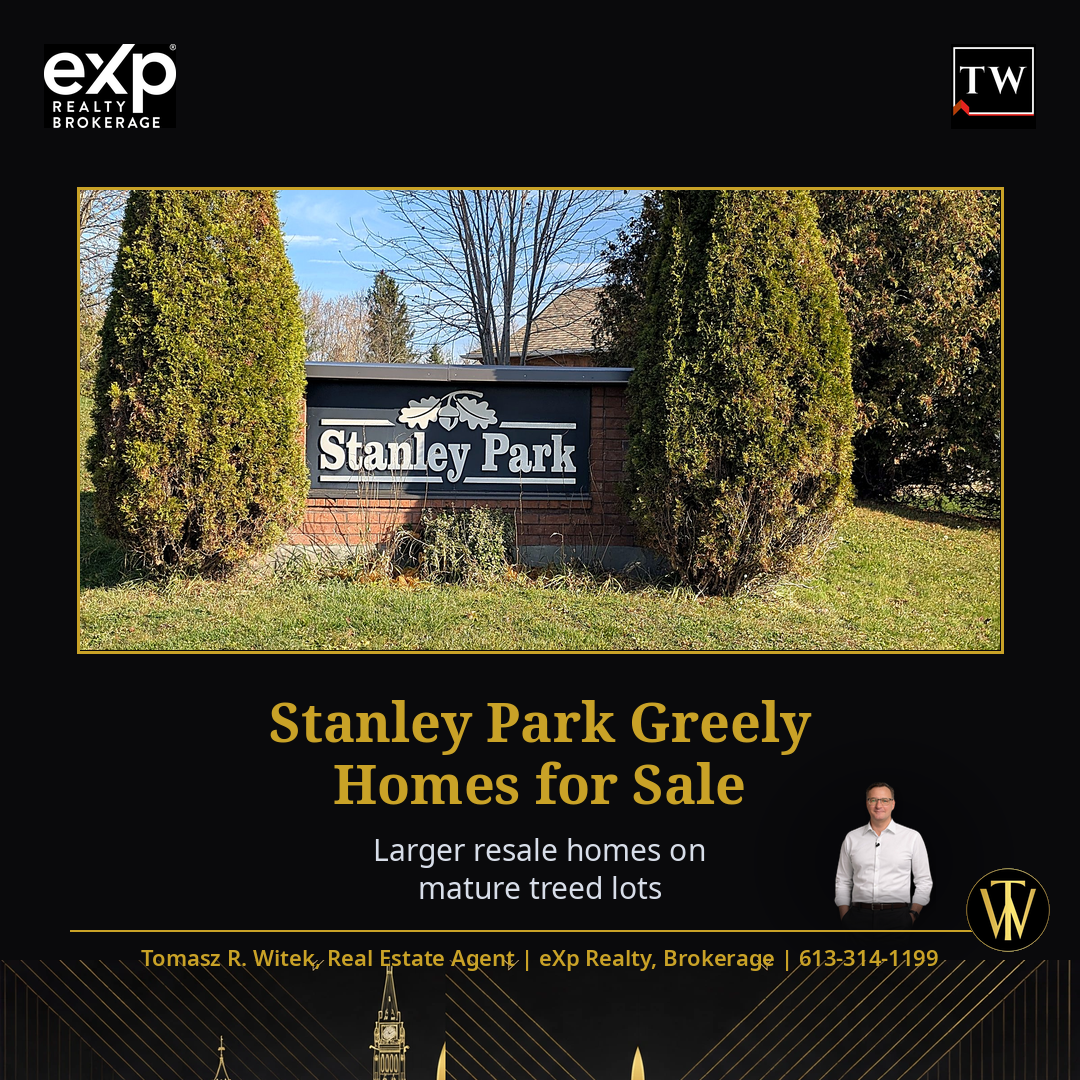 exp®
REALTY
BROKERAGE
TW
Stanley Park
Stanley Park Greely
Homes for Sale
Larger resale homes on
mature treed lots
Tomasz R. Witek, Real Estate Agent | eXp Realty, Brokerage | 613-314-1199
TW